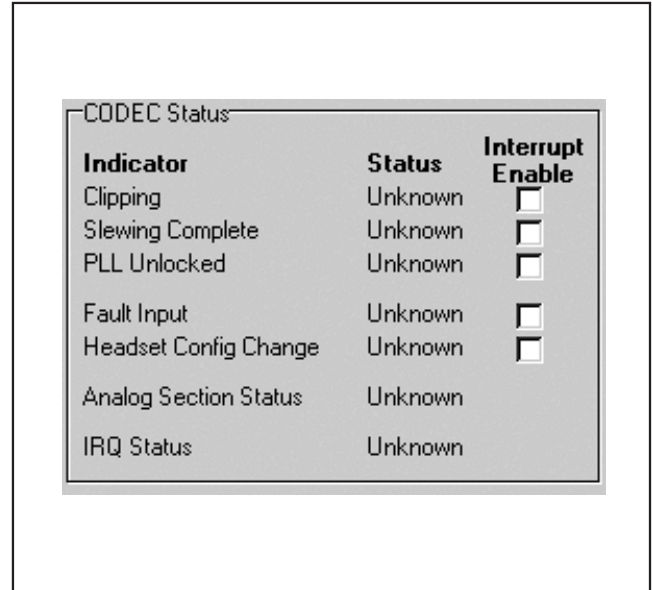 CODEC Status
Indicator Status Interrupt Enable
Clipping Unknown
Slewing Complete Unknown
PLL Unlocked Unknown
Fault Input Unknown
Headset Config Change Unknown
Analog Section Status Unknown
IRQ Status Unknown